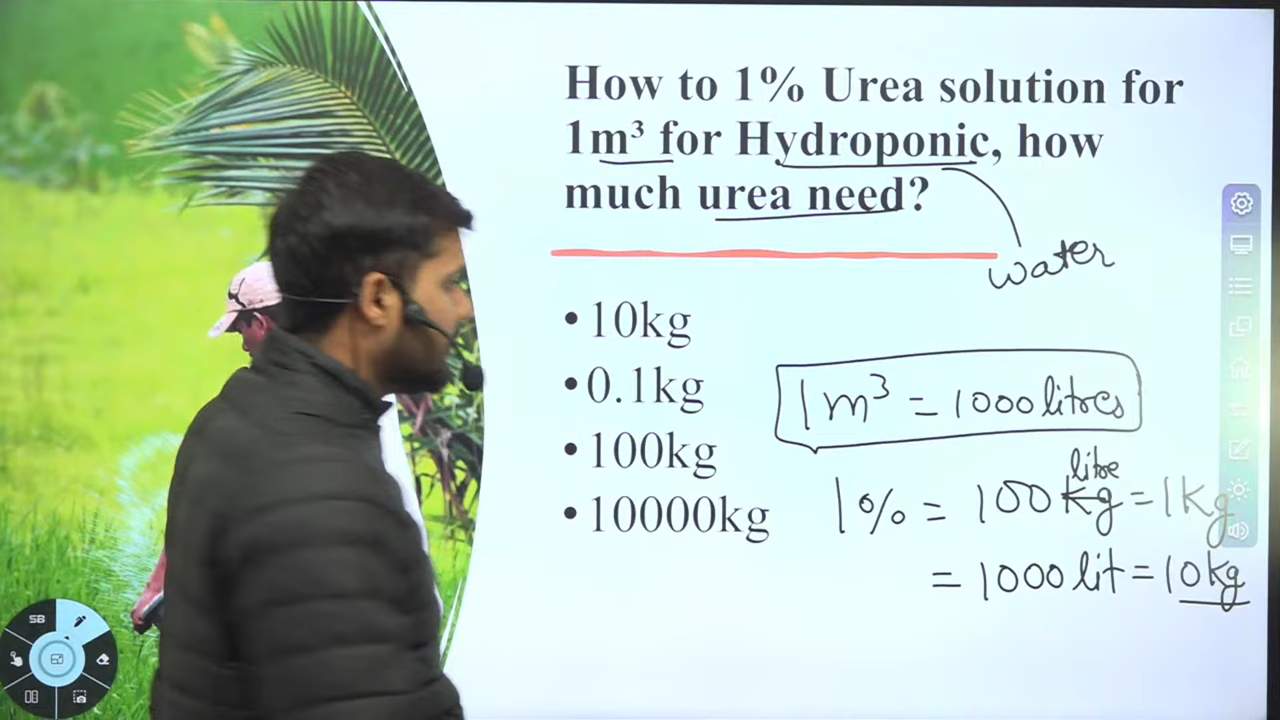 How to 1% Urea solution for
1m³ for Hydroponic, how
much urea need?
water
• 10kg
• 0.1kg
• 100kg
• 10000kg
1m³ = 1000 litres
1% = 100 kg litre = 1kg
= 1000 lit = 10kg
SB